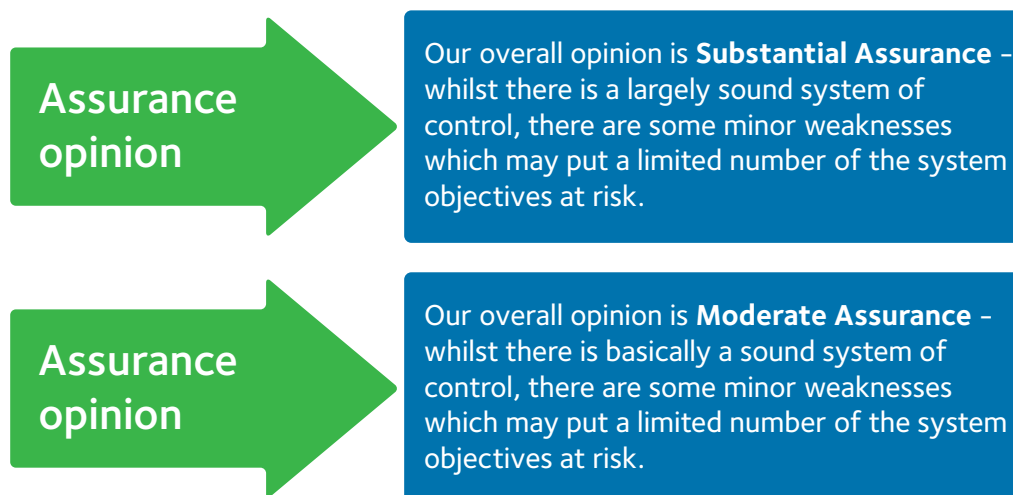 Assurance
opinion
Our overall opinion is Substantial Assurance –
whilst there is a largely sound system of
control, there are some minor weaknesses
which may put a limited number of the system
objectives at risk.
Assurance
opinion
Our overall opinion is Moderate Assurance –
whilst there is basically a sound system of
control, there are some minor weaknesses
which may put a limited number of the system
objectives at risk.